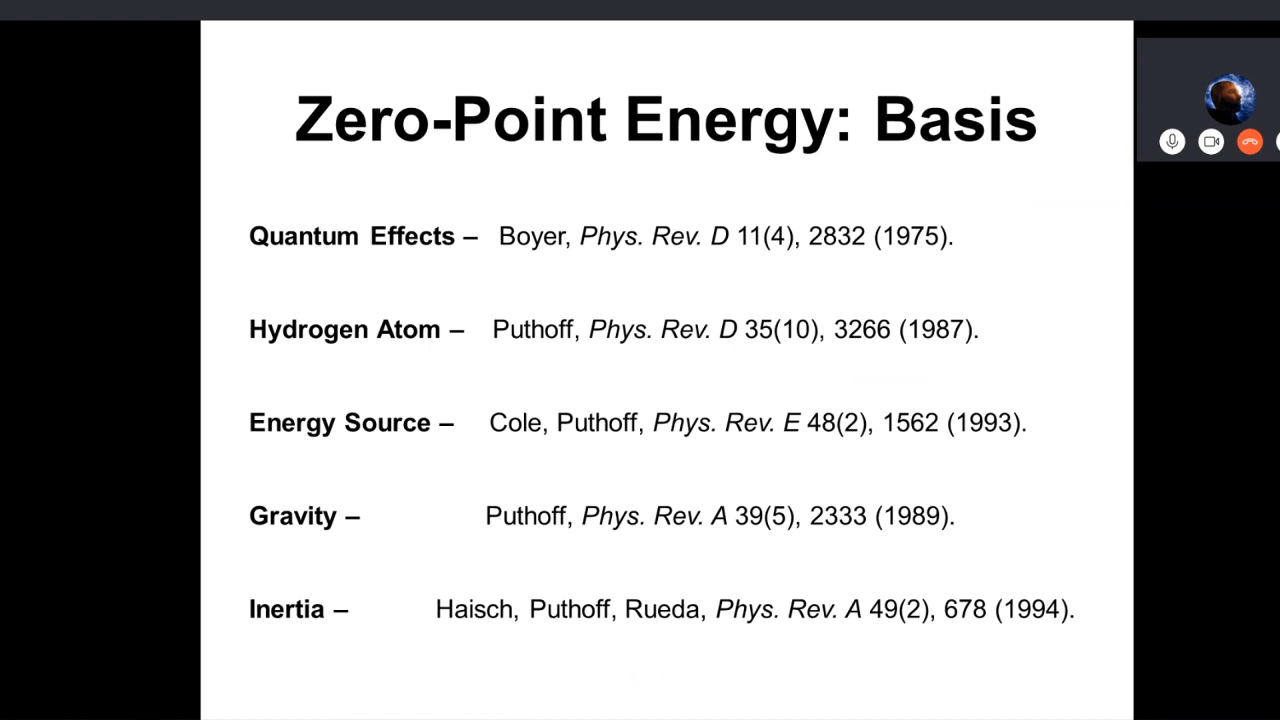 Zero-Point Energy: Basis
Quantum Effects – Boyer, Phys. Rev. D 11(4), 2832 (1975).
Hydrogen Atom – Puthoff, Phys. Rev. D 35(10), 3266 (1987).
Energy Source – Cole, Puthoff, Phys. Rev. E 48(2), 1562 (1993).
Gravity – Puthoff, Phys. Rev. A 39(5), 2333 (1989).
Inertia – Haisch, Puthoff, Rueda, Phys. Rev. A 49(2), 678 (1994).